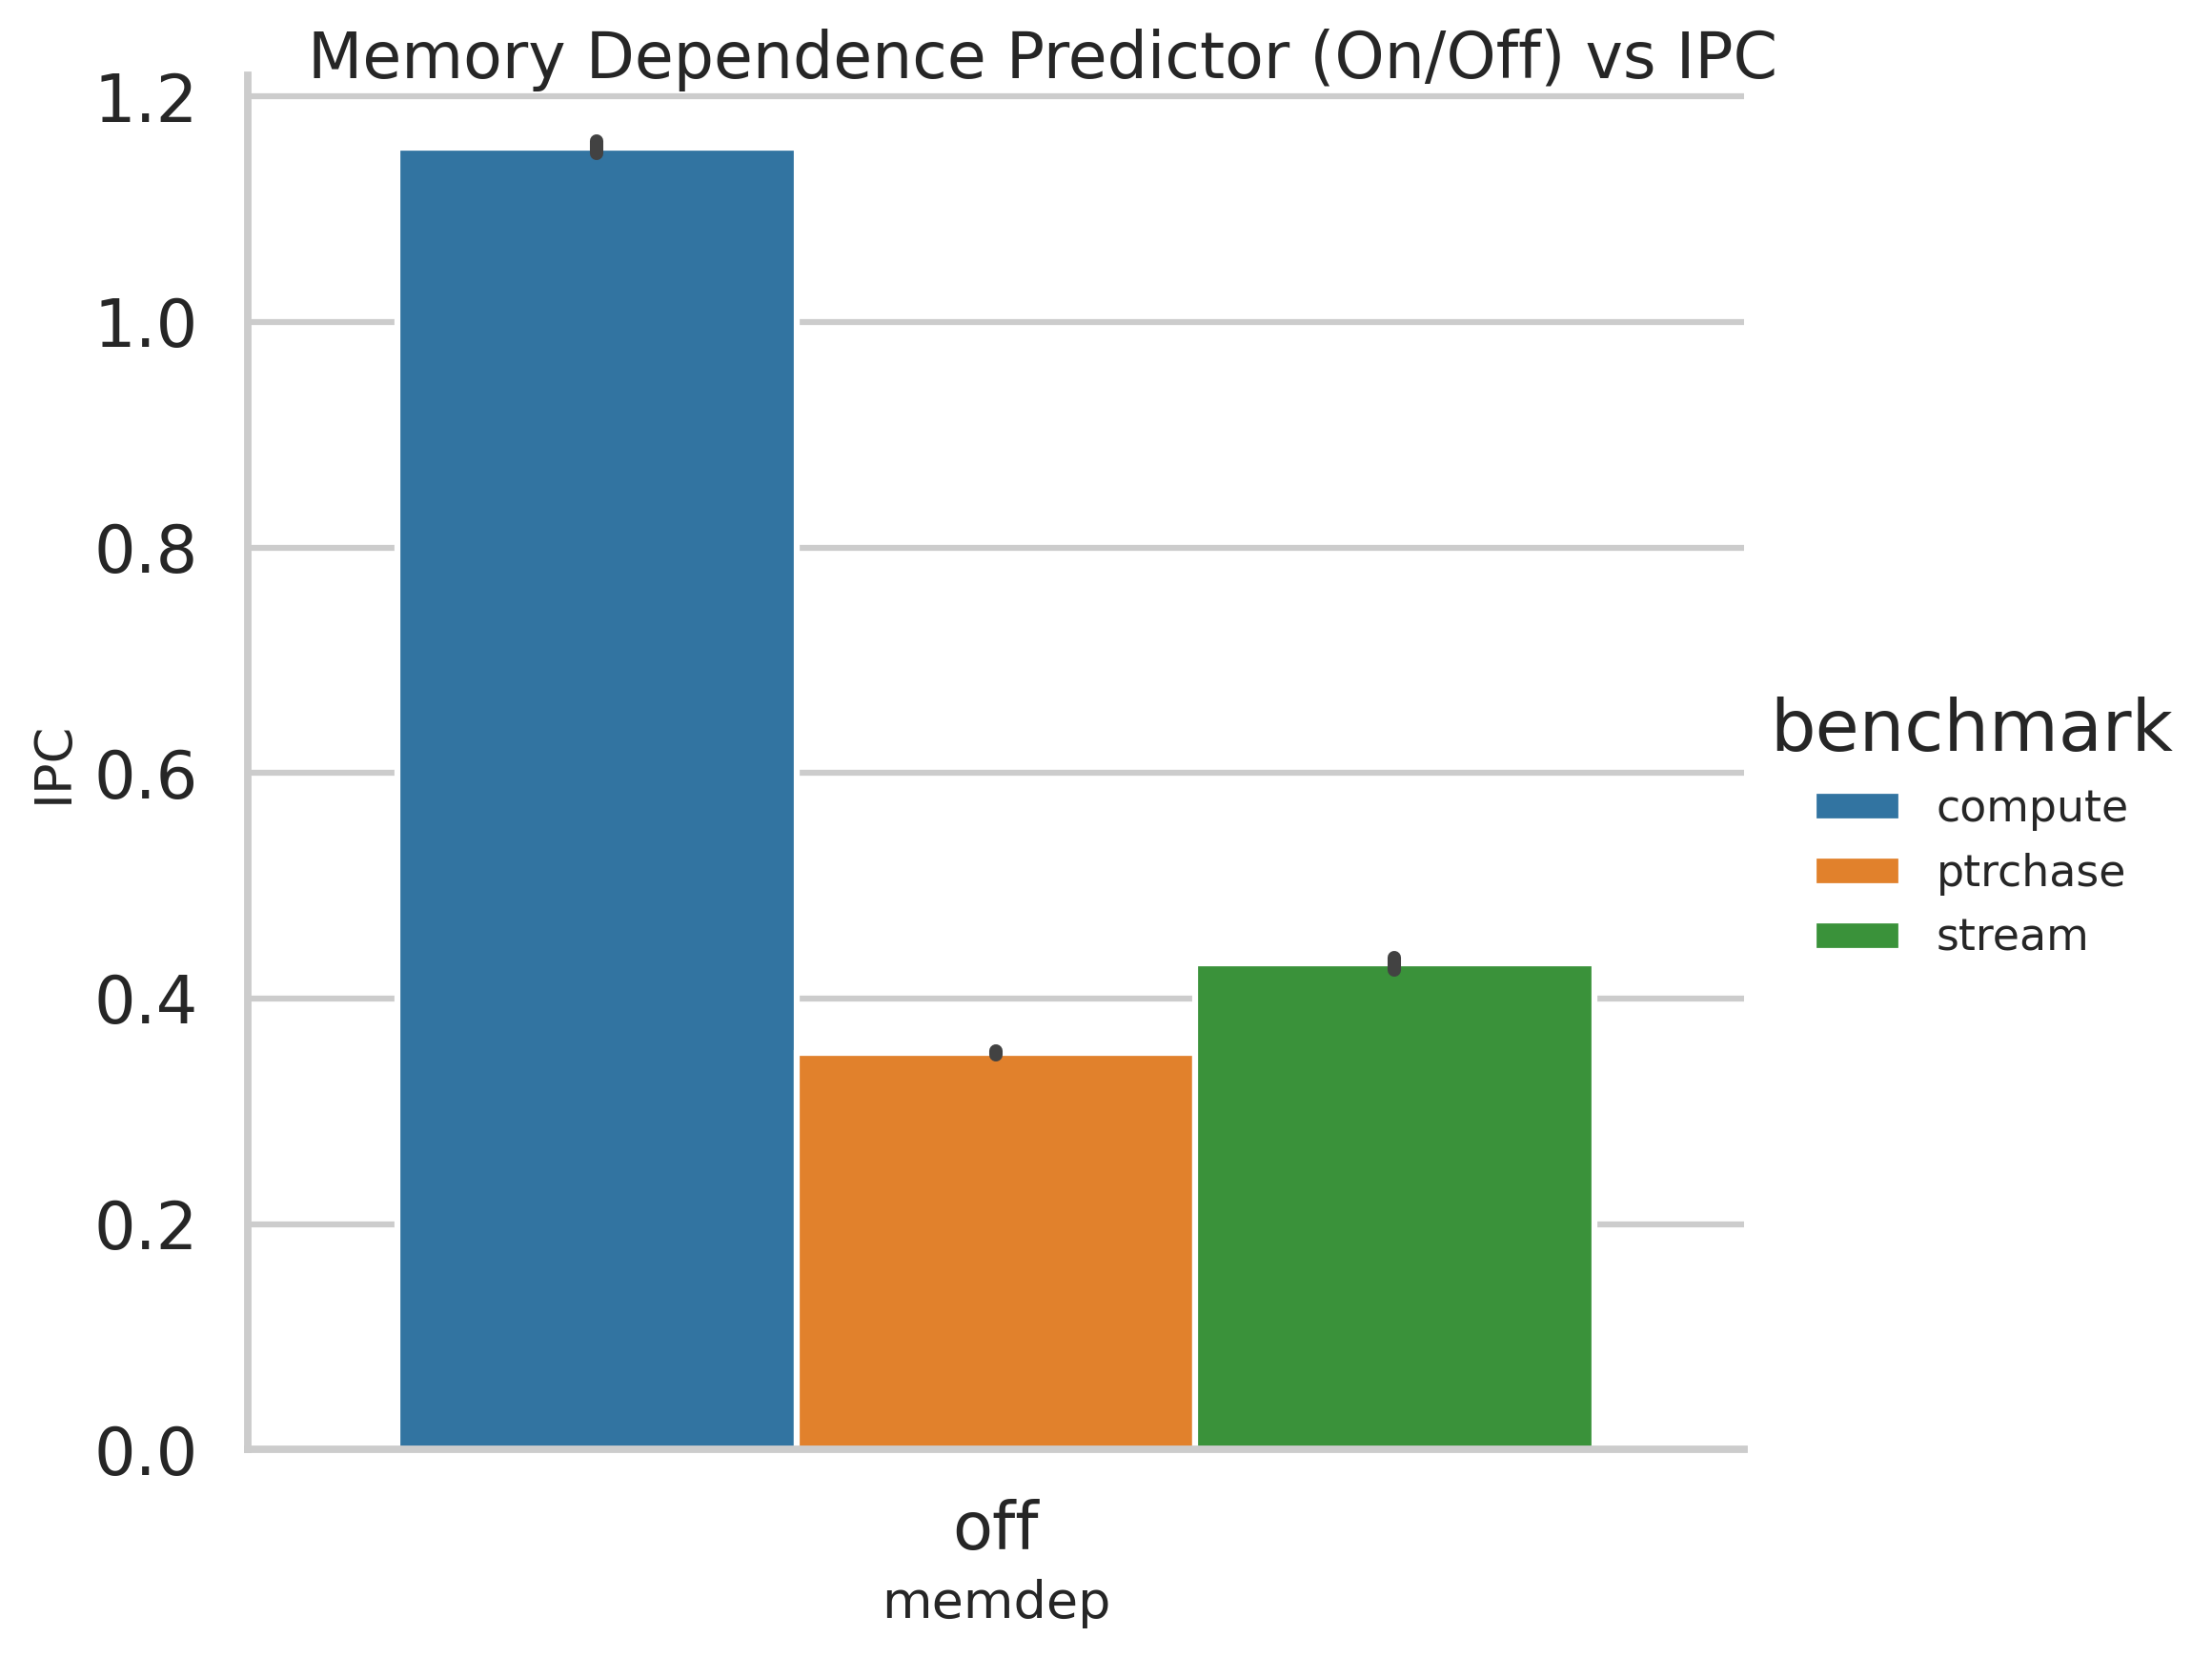 Memory Dependence Predictor (On/Off) vs IPC
1.2
1.0
0.8
0.6
0.4
0.2
0.0
IPC
off
memdep
benchmark
compute
ptrchase
stream